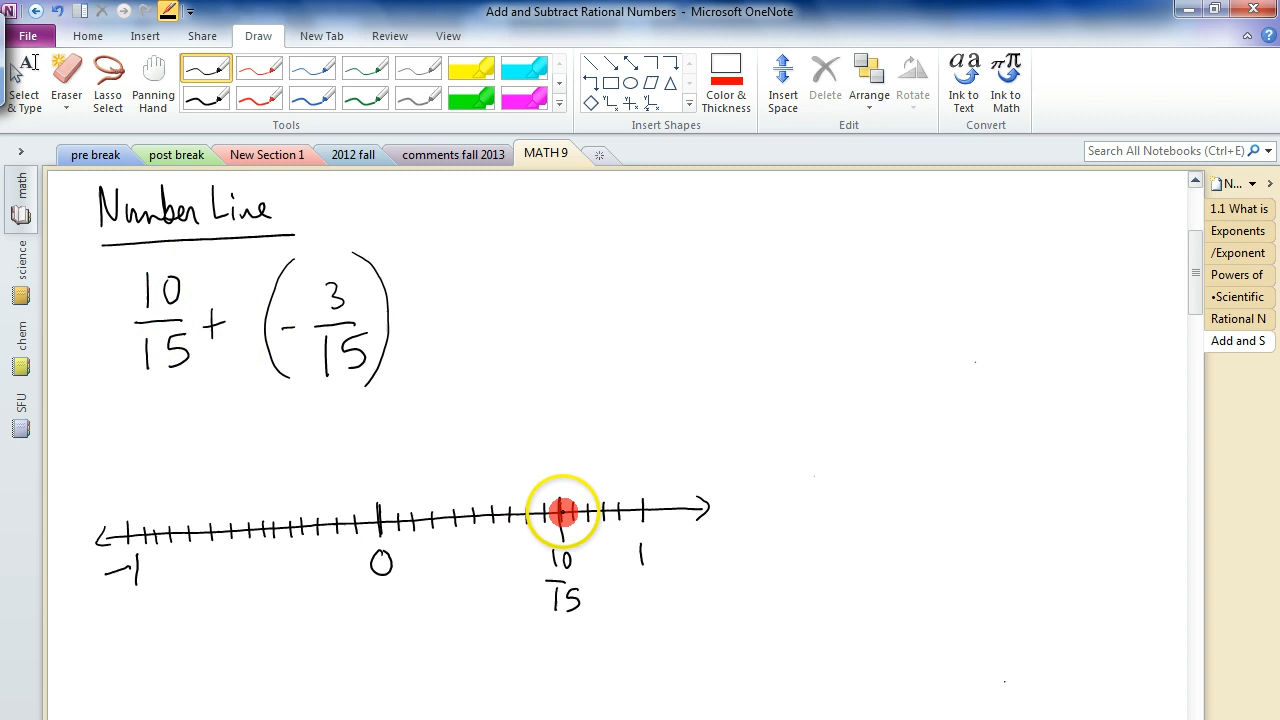 Add and Subtract Rational Numbers - Microsoft OneNote
File Home Insert Share Draw New Tab Review View
Select & Type
Eraser
Lasso Select
Panning Hand
Color & Thickness
Insert Space
Delete
Arrange
Rotate
Ink to Text
Ink to Math
Tools
Insert Shapes
Edit
Convert
pre break
post break
New Section 1
2012 fall
comments fall 2013
MATH 9
Search All Notebooks (Ctrl+E)
math
science
chem
SFU
N...
1.1 What is
Exponents
/Exponent
Powers of
•Scientific
Rational N
Add and S
Number Line
10/15 + (- 3/15)
-1 0 10/15 1